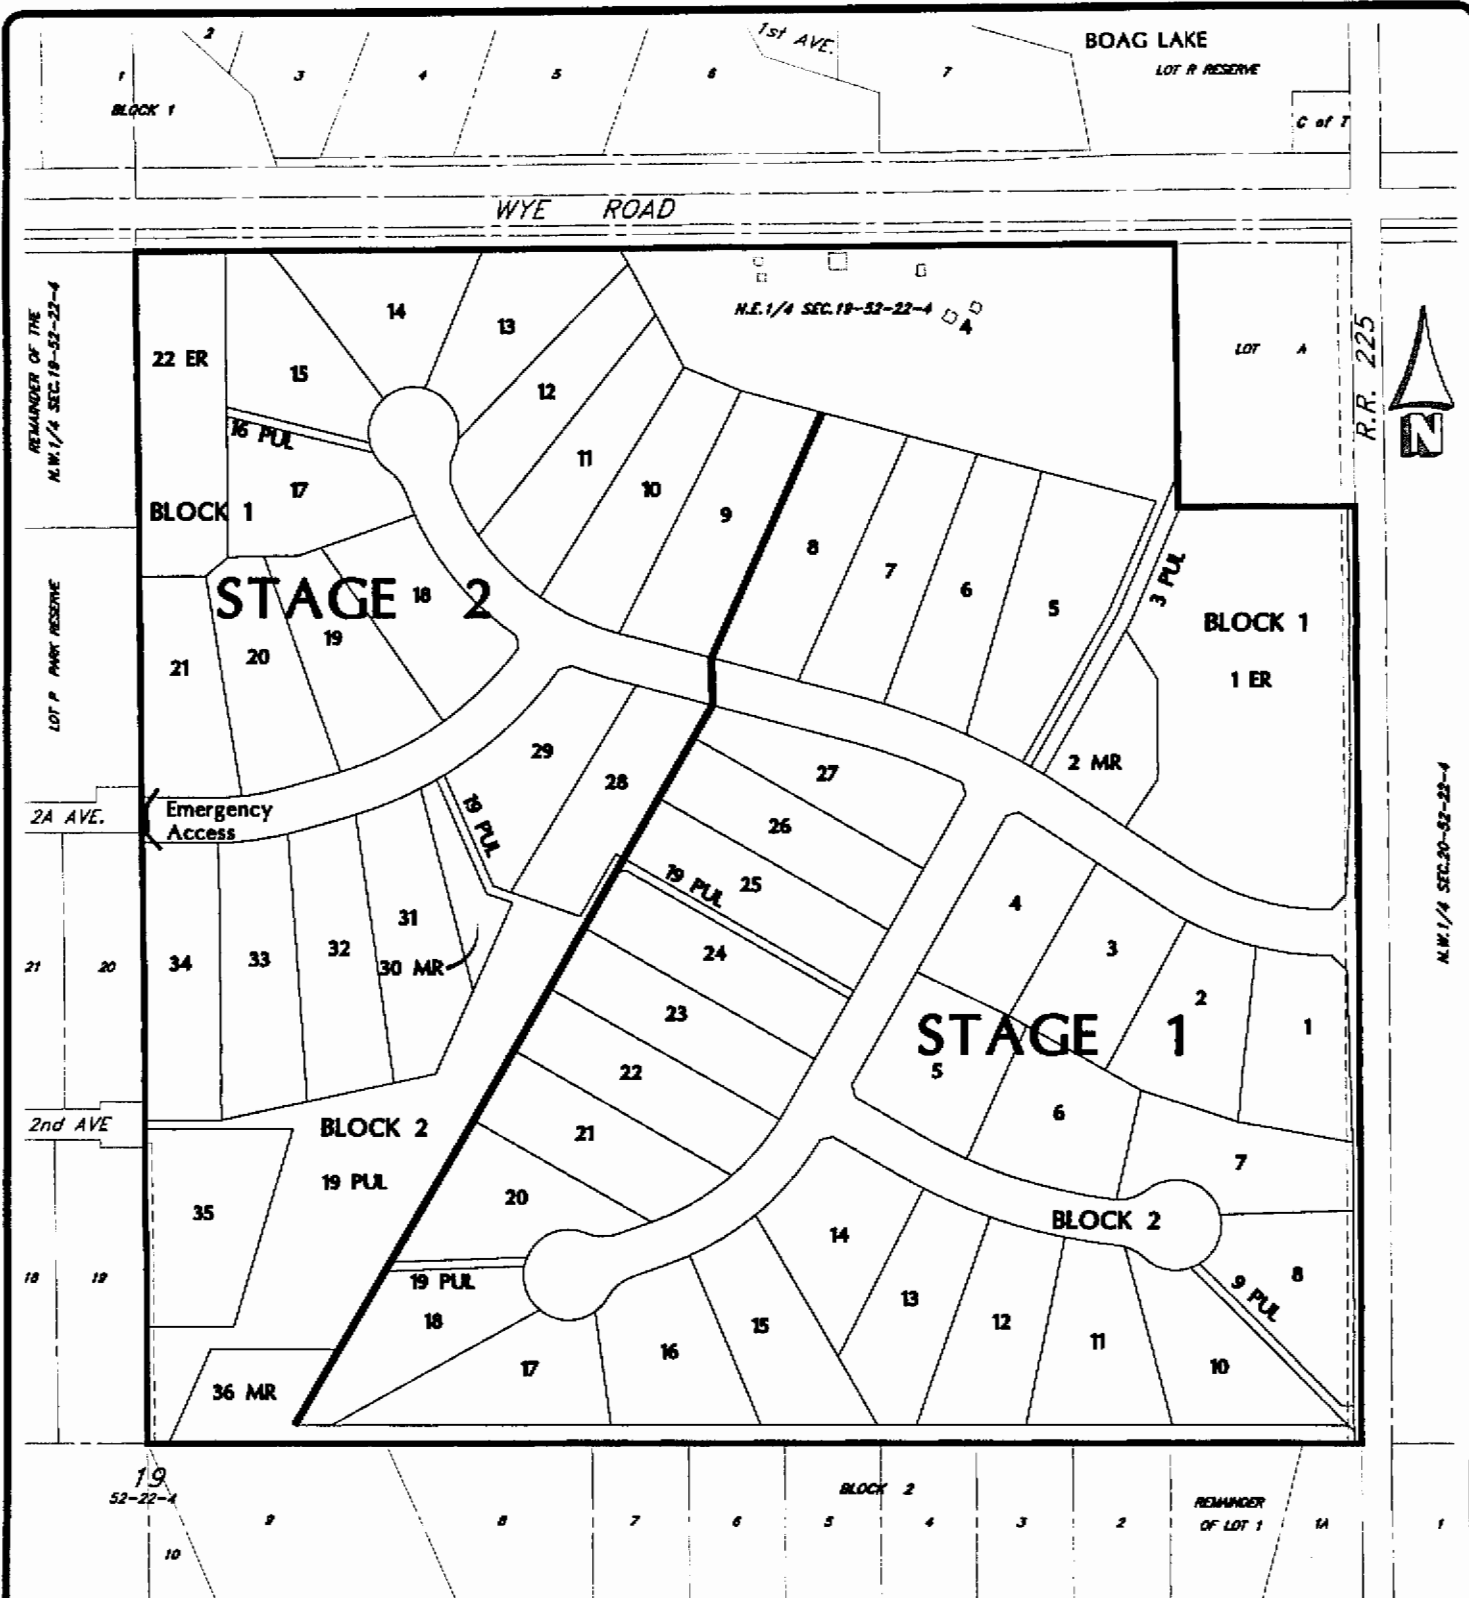 BOAG LAKE
LOT R RESERVE
1st AVE.
1
2
3
4
5
6
7
BLOCK 1
C of T
WYE ROAD
REMAINDER OF THE
N.W.1/4 SEC.19-52-22-4
N.E.1/4 SEC.19-52-22-4
4
LOT A
R.R. 225
N
22 ER
14
13
15
12
16 PUL
11
17
10
9
BLOCK 1
8
7
6
5
3 PUL
BLOCK 1
1 ER
STAGE 2
18
19
20
21
LOT P PARK RESERVE
2 MR
29
28
27
26
25
19 PUL
19 PUL
2A AVE.
Emergency
Access
N.W.1/4 SEC.20-52-22-4
4
3
2
1
31
30 MR
32
33
34
21
20
24
23
22
21
STAGE 1
5
6
7
2nd AVE
BLOCK 2
19 PUL
20
35
BLOCK 2
14
18
19
19 PUL
18
8
9 PUL
13
12
11
10
15
16
17
36 MR
19
52-22-4
BLOCK 2
9
8
7
6
5
4
3
2
REMAINDER
OF LOT 1
1A
1
10